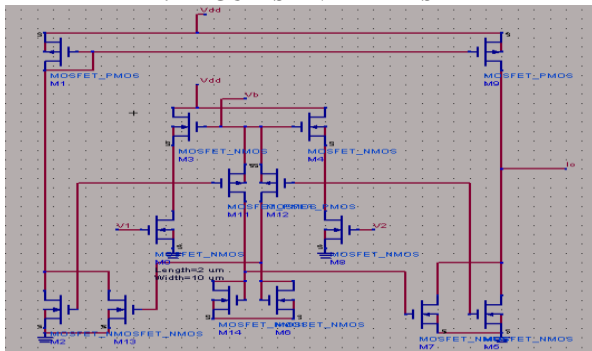 Vdd
MOSFET_PMOS
M1
MOSFET_PMOS
M9
Vdd
Vb
MOSFET_NMOS
M3
MOSFET_NMOS
M4
Io
M11
M12
V1
V2
Length=2 um
Width=10 um
M8
M2
M13
MOSFET_NMOS
M14
M6
MOSFET_NMOS
M7
M5